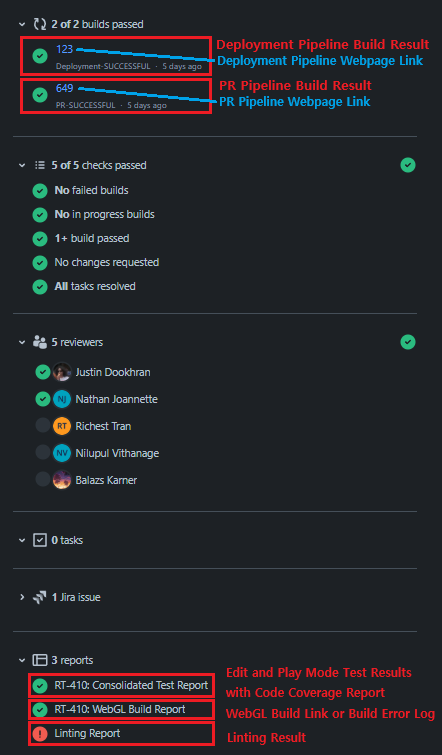 2 of 2 builds passed
123
Deployment-SUCCESSFUL · 5 days ago
Deployment Pipeline Build Result
Deployment Pipeline Webpage Link
649
PR-SUCCESSFUL · 5 days ago
PR Pipeline Build Result
PR Pipeline Webpage Link
5 of 5 checks passed
No failed builds
No in progress builds
1+ build passed
No changes requested
All tasks resolved
5 reviewers
Justin Dookhran
NJ Nathan Joannette
RT Richest Tran
NV Nilupul Vithanage
Balazs Karner
0 tasks
1 Jira issue
3 reports
RT-410: Consolidated Test Report
Edit and Play Mode Test Results
with Code Coverage Report
RT-410: WebGL Build Report
WebGL Build Link or Build Error Log
Linting Report
Linting Result